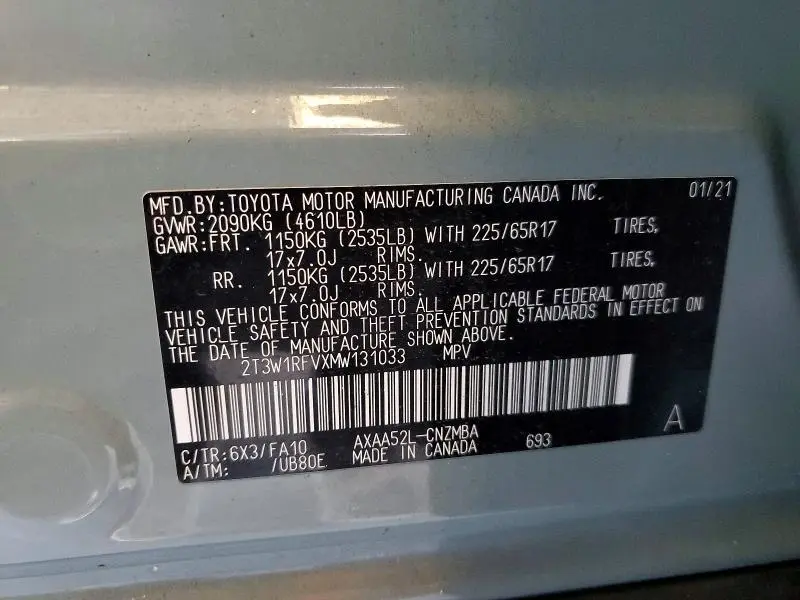 MFD.BY:TOYOTA MOTOR MANUFACTURING CANADA INC. 01/21
GVWR:2090KG (4610LB)
GAWR:FRT. 1150KG (2535LB) WITH 225/65R17 TIRES,
17x7.0J RIMS.
RR. 1150KG (2535LB) WITH 225/65R17 TIRES,
17x7.0J RIMS.
THIS VEHICLE CONFORMS TO ALL APPLICABLE FEDERAL MOTOR
VEHICLE SAFETY AND THEFT PREVENTION STANDARDS IN EFFECT ON
THE DATE OF MANUFACTURE SHOWN ABOVE.
2T3W1RFVXMW131033 MPV
A
C/TR:6X3/FA10 AXAA52L-CNZMBA 693
A/TM: /UB80E MADE IN CANADA